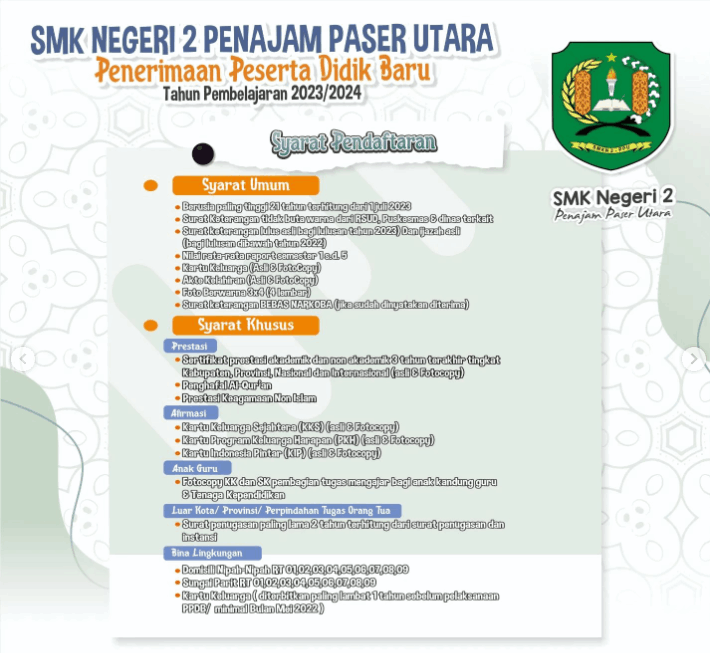 SMK NEGERI 2 PENAJAM PASER UTARA
Penerimaan Peserta Didik Baru
Tahun Pembelajaran 2023/2024
Syarat Pendaftaran
SMKN 2 - PPU
SMK Negeri 2
Penajam Paser Utara
Syarat Umum
Berusia paling tinggi 21 tahun terhitung dari 1 juli 2023
Surat Keterangan tidak buta warna dari RSUD, Puskesmas & dinas terkait
Surat keterangan lulus asli bagi lulusan tahun 2023) Dan ijazah asli
(bagi lulusan dibawah tahun 2022)
Nilai rata-rata raport semester 1 s.d. 5
Kartu Keluarga (Asli & FotoCopy)
Akte Kelahiran (Asli & FotoCopy)
Foto Berwarna 3x4 (4 lembar)
Surat keterangan BEBAS NARKOBA (jika sudah dinyatakan diterima)
Syarat Khusus
Prestasi
Sertifikat prestasi akademik dan non akademik 3 tahun terakhir tingkat
Kabupaten, Provinsi, Nasional dan Internasional (asli & Fotocopy)
Penghafal Al-Qur'an
Prestasi Keagamaan Non Islam
Afirmasi
Kartu Keluarga Sejahtera (KKS) (asli & Fotocopy)
Kartu Program Keluarga Harapan (PKH) (asli & Fotocopy)
Kartu Indonesia Pintar (KIP) (asli & Fotocopy)
Anak Guru
Fotocopy KK dan SK pembagian tugas mengajar bagi anak kandung guru
& Tenaga Kependidikan
Luar Kota/ Provinsi/ Perpindahan Tugas Orang Tua
Surat penugasan paling lama 2 tahun terhitung dari surat penugasan dan
instansi
Bina Lingkungan
Domisili Nipah-Nipah RT 01,02,03,04,05,06,07,08,09
Sungai Parit RT 01,02,03,04,05,06,07,08,09
Kartu Keluarga ( diterbitkan paling lambat 1 tahun sebelum pelaksanaan
PPDB/ minimal Bulan Mei 2022 )